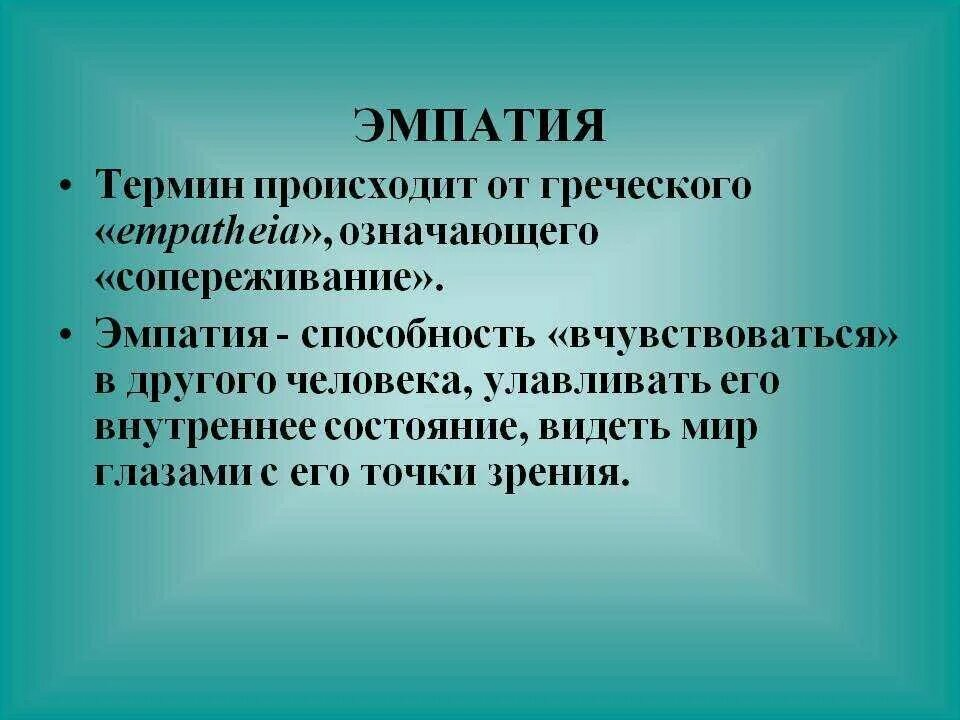 ЭМПАТИЯ
• Термин происходит от греческого
«empatheia», означающего
«сопереживание».
• Эмпатия - способность «вчувствоваться»
в другого человека, улавливать его
внутреннее состояние, видеть мир
глазами с его точки зрения.